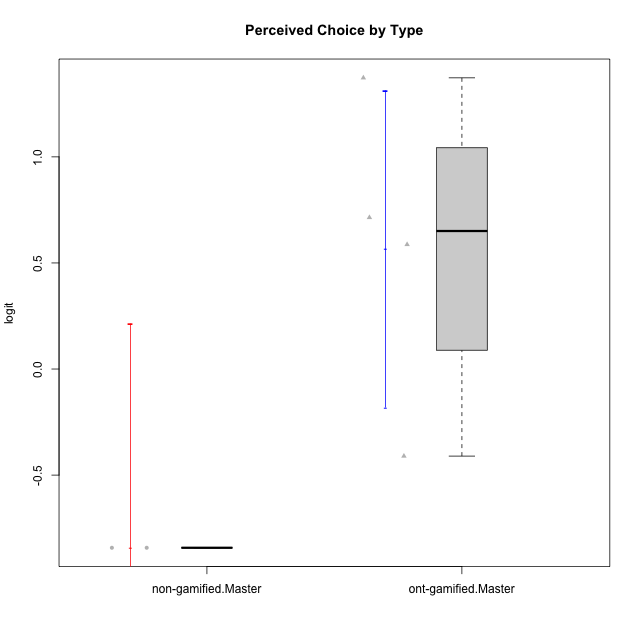 Perceived Choice by Type
logit
1.0
0.5
0.0
-0.5
non-gamified.Master
ont-gamified.Master